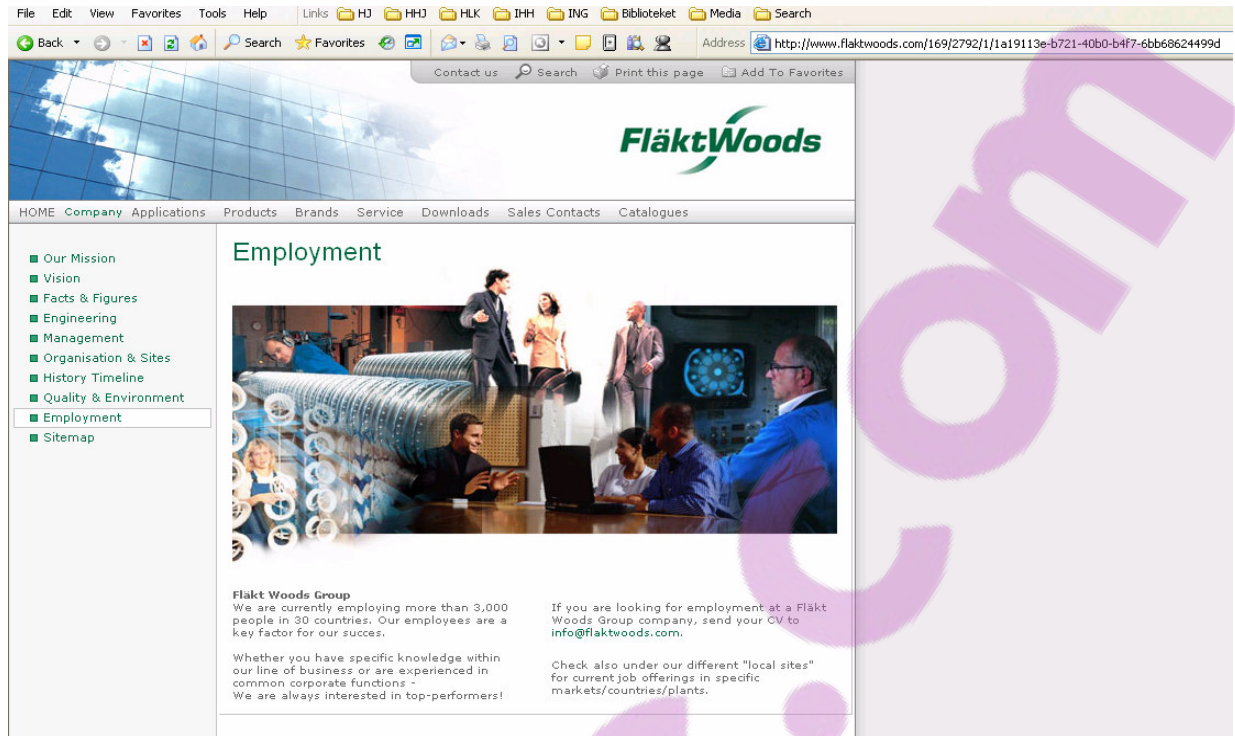 File Edit View Favorites Tools Help Links HJ HHJ HLK IHH ING Biblioteket Media Search
Back Search Favorites Address http://www.flaktwoods.com/169/2792/1/1a19113e-b721-40b0-b4f7-6bb68624499d
Contact us Search Print this page Add To Favorites
FläktWoods
HOME Company Applications Products Brands Service Downloads Sales Contacts Catalogues
Our Mission
Vision
Facts & Figures
Engineering
Management
Organisation & Sites
History Timeline
Quality & Environment
Employment
Sitemap
Employment
Fläkt Woods Group
We are currently employing more than 3,000
people in 30 countries. Our employees are a
key factor for our succes.
Whether you have specific knowledge within
our line of business or are experienced in
common corporate functions -
We are always interested in top-performers!
If you are looking for employment at a Fläkt
Woods Group company, send your CV to
info@flaktwoods.com.
Check also under our different "local sites"
for current job offerings in specific
markets/countries/plants.
.com